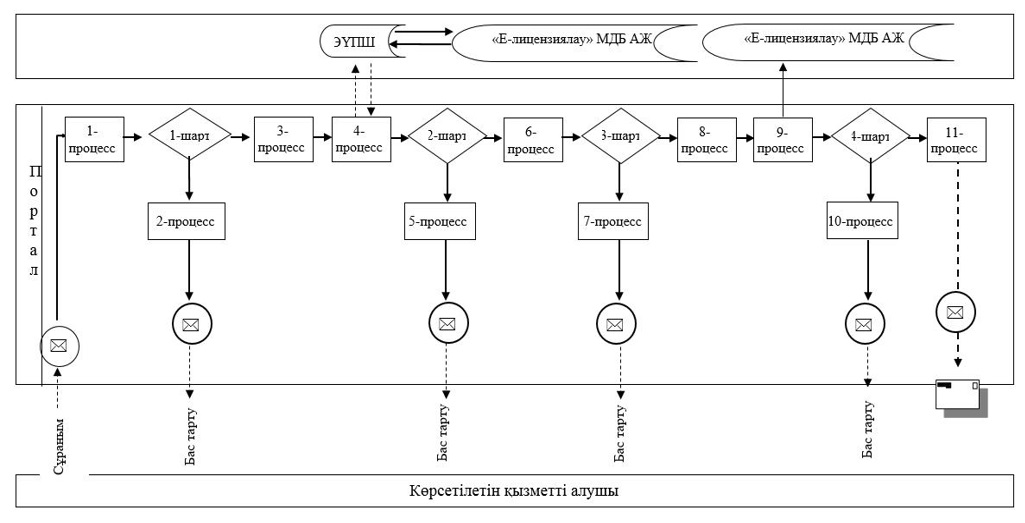 ЭҮПШ
«Е-лицензиялау» МДБ АЖ
«Е-лицензиялау» МДБ АЖ
Портал
1-
процесс
1-шарт
3-
процесс
4-
процесс
2-шарт
6-
процесс
3-шарт
8-
процесс
9-
процесс
4-шарт
11-
процесс
2-процесс
5-процесс
7-процесс
10-процесс
Сұраным
Бас тарту
Бас тарту
Бас тарту
Бас тарту
Көрсетілетін қызметті алушы